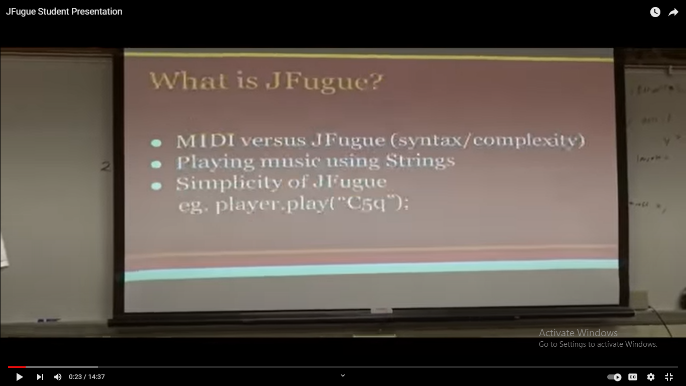 JFugue Student Presentation
What is JFugue?
MIDI versus JFugue (syntax/complexity)
Playing music using Strings
Simplicity of JFugue
eg. player.play("C5q");
2
Activate Windows
Go to Settings to activate Windows.
0:23 / 14:37